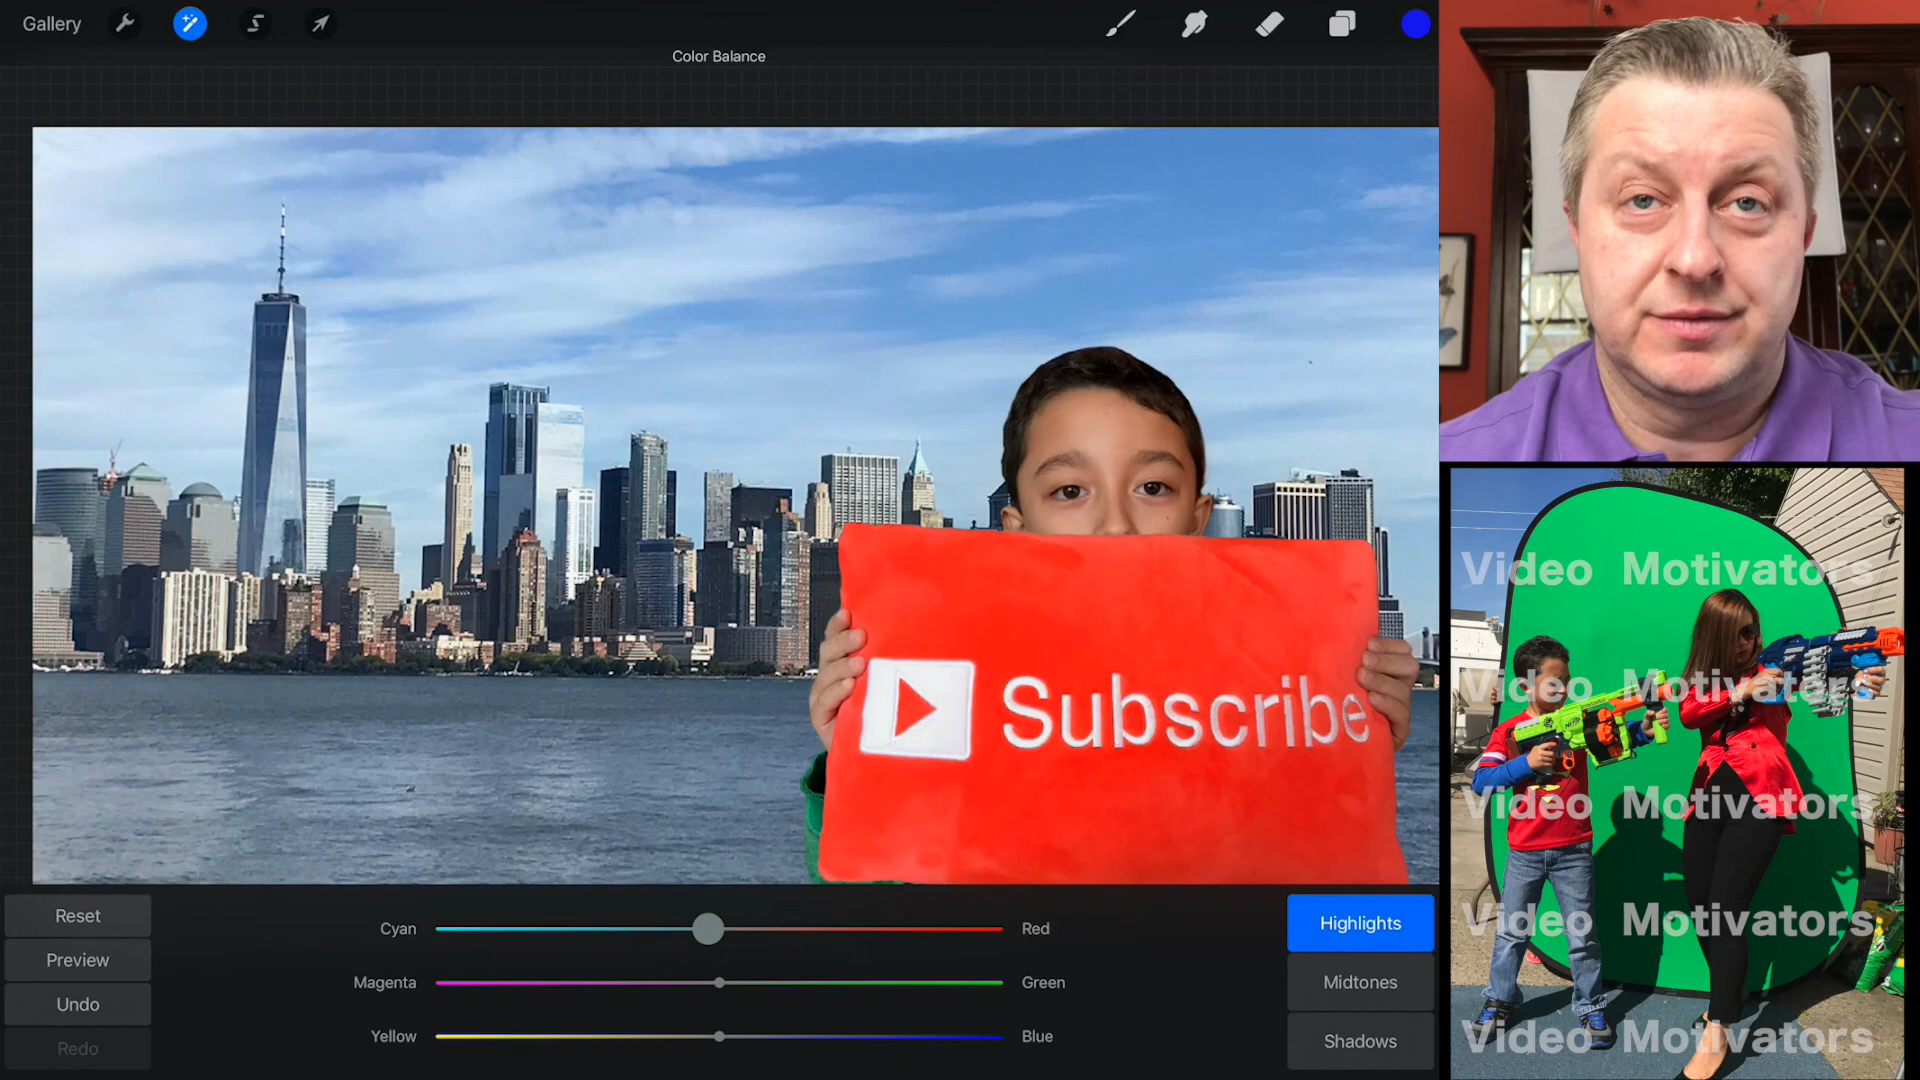 Gallery
Color Balance
Subscribe
Reset
Preview
Undo
Redo
Cyan
Red
Magenta
Green
Yellow
Blue
Highlights
Midtones
Shadows
Video Motivators
Video Motivators
Video Motivators
Video Motivators
Video Motivators